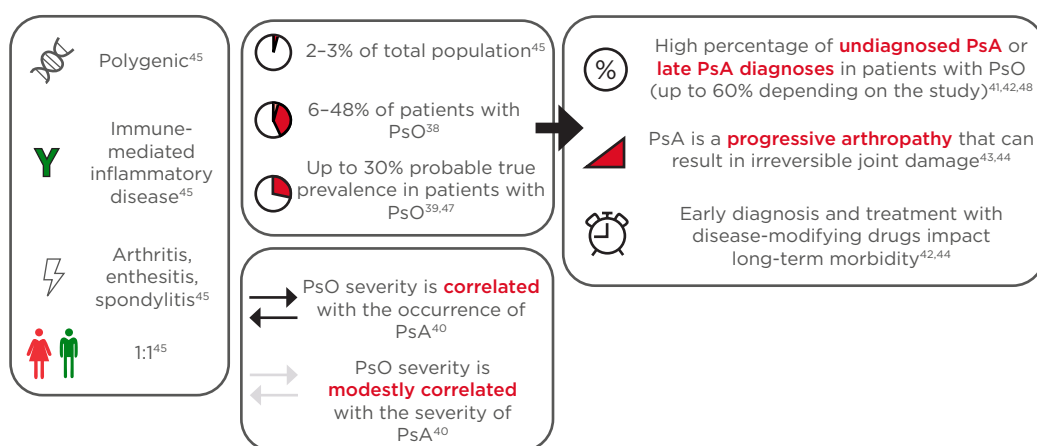 Polygenic⁴⁵
Immune-
mediated
inflammatory
disease⁴⁵
Arthritis,
enthesitis,
spondylitis⁴⁵
1:1⁴⁵
2–3% of total population⁴⁵
6–48% of patients with
PsO³⁸
Up to 30% probable true
prevalence in patients with
PsO³⁹,⁴⁷
PsO severity is correlated
with the occurrence of
PsA⁴⁰
PsO severity is
modestly correlated
with the severity of
PsA⁴⁰
%
High percentage of undiagnosed PsA or
late PsA diagnoses in patients with PsO
(up to 60% depending on the study)⁴¹,⁴²,⁴⁸
PsA is a progressive arthropathy that can
result in irreversible joint damage⁴³,⁴⁴
Early diagnosis and treatment with
disease-modifying drugs impact
long-term morbidity⁴²,⁴⁴